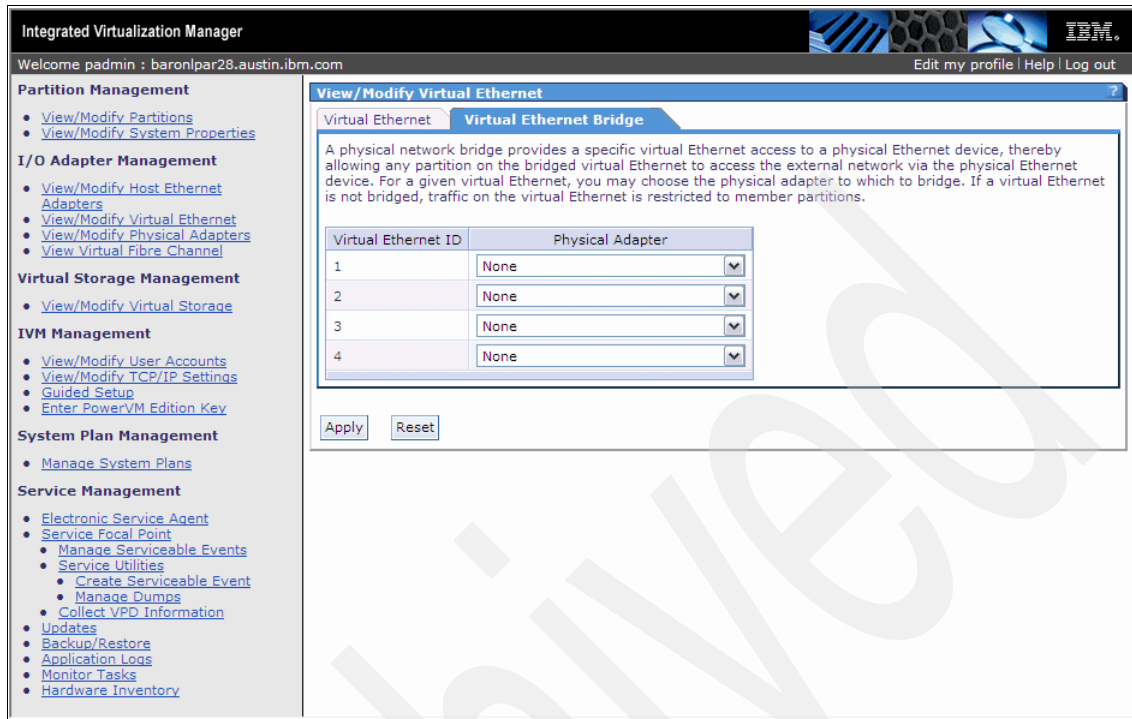 Integrated Virtualization Manager
IBM.
Welcome padmin : baronlpar28.austin.ibm.com
Edit my profile | Help | Log out
Partition Management
View/Modify Partitions
View/Modify System Properties
I/O Adapter Management
View/Modify Host Ethernet
Adapters
View/Modify Virtual Ethernet
View/Modify Physical Adapters
View Virtual Fibre Channel
Virtual Storage Management
View/Modify Virtual Storage
IVM Management
View/Modify User Accounts
View/Modify TCP/IP Settings
Guided Setup
Enter PowerVM Edition Key
System Plan Management
Manage System Plans
Service Management
Electronic Service Agent
Service Focal Point
Manage Serviceable Events
Service Utilities
Create Serviceable Event
Manage Dumps
Collect VPD Information
Updates
Backup/Restore
Application Logs
Monitor Tasks
Hardware Inventory
View/Modify Virtual Ethernet
?
Virtual Ethernet
Virtual Ethernet Bridge
A physical network bridge provides a specific virtual Ethernet access to a physical Ethernet device, thereby
allowing any partition on the bridged virtual Ethernet to access the external network via the physical Ethernet
device. For a given virtual Ethernet, you may choose the physical adapter to which to bridge. If a virtual Ethernet
is not bridged, traffic on the virtual Ethernet is restricted to member partitions.
Virtual Ethernet ID Physical Adapter
1 None
2 None
3 None
4 None
Apply Reset
hived